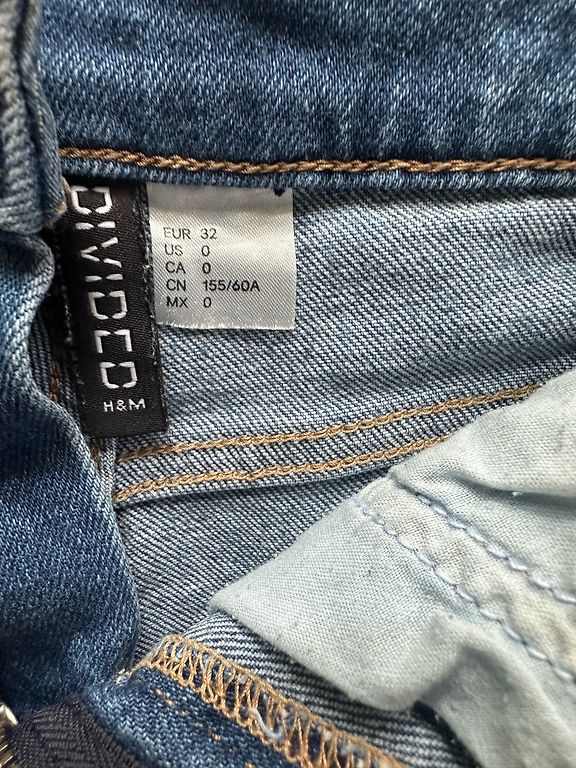 DIVIDED
H&M
EUR 32
US 0
CA 0
CN 155/60A
MX 0